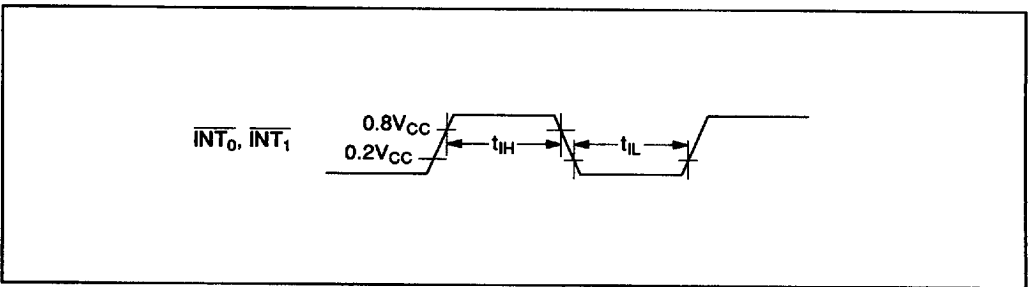 0.8VCC
INT0, INT1
tIH
tIL
0.2VCC